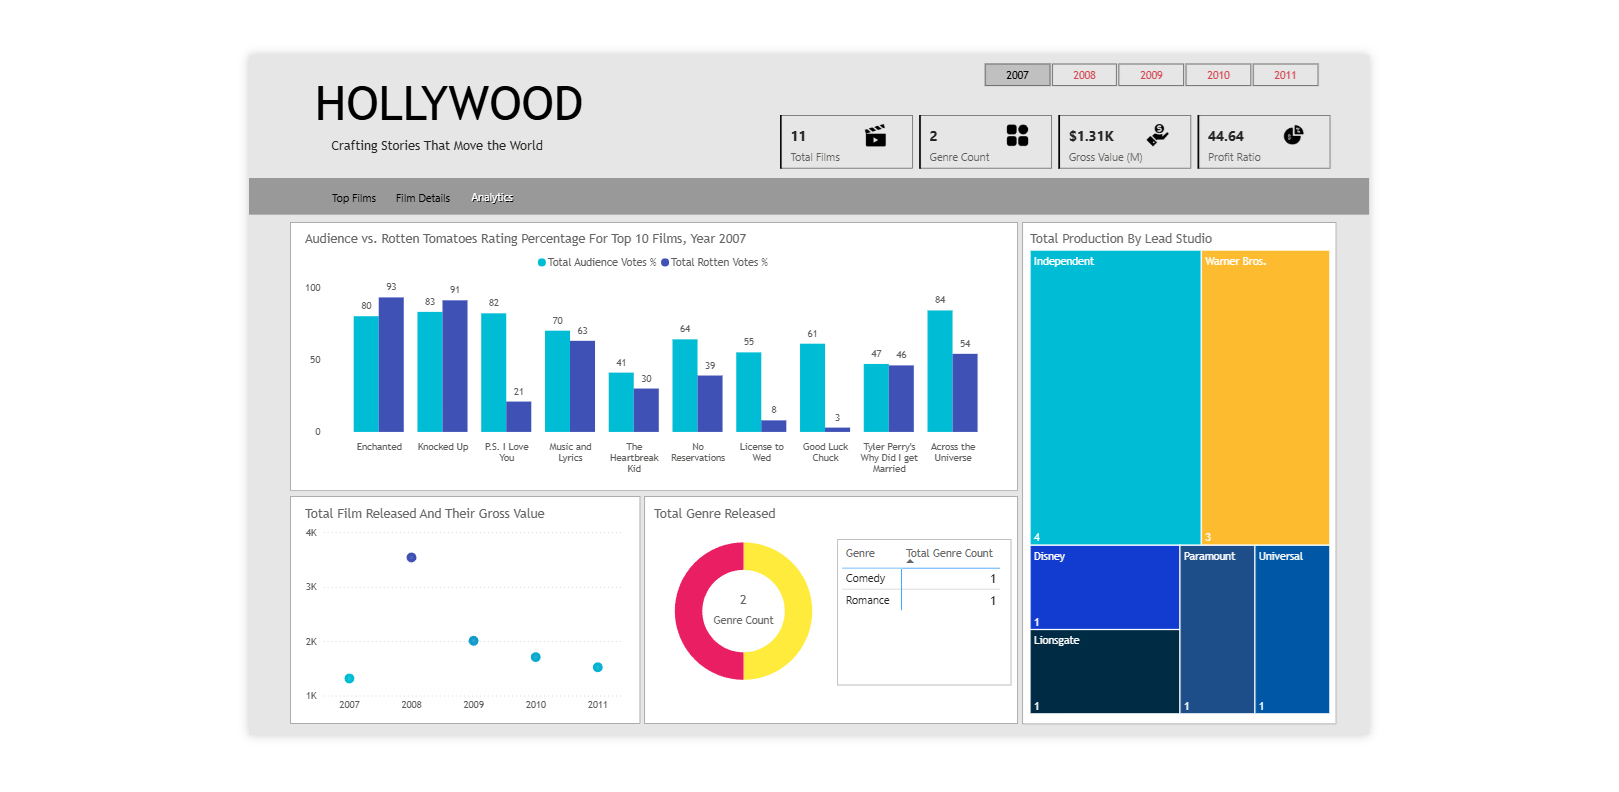 2007 2008 2009 2010 2011
HOLLYWOOD
Crafting Stories That Move the World
11
Total Films
2
Genre Count
$1.31K
Gross Value (M)
44.64
Profit Ratio
Top Films Film Details Analytics
Audience vs. Rotten Tomatoes Rating Percentage For Top 10 Films, Year 2007
Total Audience Votes % Total Rotten Votes %
100
50
0
80 93
83 91
82 21
70 63
41 30
64 39
55 8
61 3
47 46
84 54
Enchanted
Knocked Up
P.S. I Love
You
Music and
Lyrics
The
Heartbreak
Kid
No
Reservations
License to
Wed
Good Luck
Chuck
Tyler Perry's
Why Did I get
Married
Across the
Universe
Total Production By Lead Studio
Independent
4
Warner Bros.
3
Disney
1
Lionsgate
1
Paramount
1
Universal
1
Total Film Released And Their Gross Value
4K
3K
2K
1K
2007 2008 2009 2010 2011
Total Genre Released
2
Genre Count
Genre Total Genre Count
Comedy 1
Romance 1